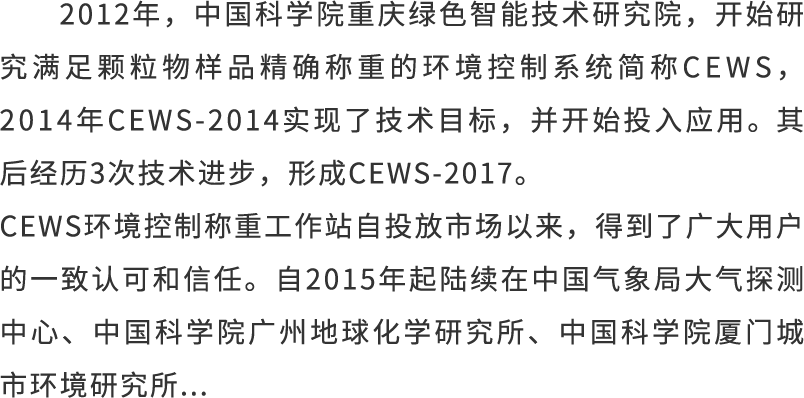 2012年，中国科学院重庆绿色智能技术研究院，开始研
究满足颗粒物样品精确称重的环境控制系统简称CEWS，
2014年CEWS-2014实现了技术目标，并开始投入应用。其
后经历3次技术进步，形成CEWS-2017。
CEWS环境控制称重工作站自投放市场以来，得到了广大用户
的一致认可和信任。自2015年起陆续在中国气象局大气探测
中心、中国科学院广州地球化学研究所、中国科学院厦门城
市环境研究所...